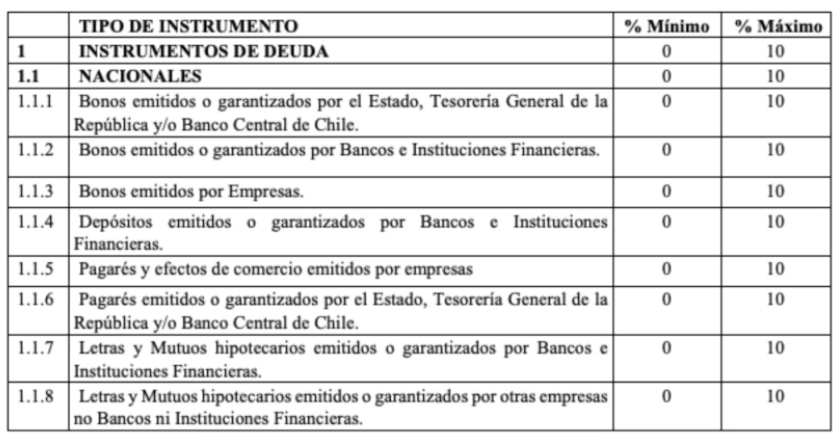 TIPO DE INSTRUMENTO % Mínimo % Máximo
1 INSTRUMENTOS DE DEUDA 0 10
1.1 NACIONALES 0 10
1.1.1 Bonos emitidos o garantizados por el Estado, Tesorería General de la 0 10
República y/o Banco Central de Chile.
1.1.2 Bonos emitidos o garantizados por Bancos e Instituciones Financieras. 0 10
1.1.3 Bonos emitidos por Empresas. 0 10
1.1.4 Depósitos emitidos o garantizados por Bancos e Instituciones 0 10
Financieras.
1.1.5 Pagarés y efectos de comercio emitidos por empresas 0 10
1.1.6 Pagarés emitidos o garantizados por el Estado, Tesorería General de la 0 10
República y/o Banco Central de Chile.
1.1.7 Letras y Mutuos hipotecarios emitidos o garantizados por Bancos e 0 10
Instituciones Financieras.
1.1.8 Letras y Mutuos hipotecarios emitidos o garantizados por otras empresas 0 10
no Bancos ni Instituciones Financieras.